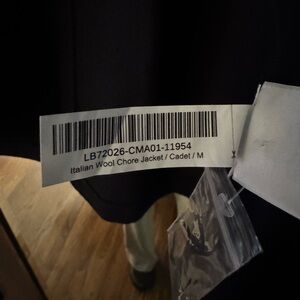 LB72026-CMA01-11954
Italian Wool Chore Jacket / Cadet / M